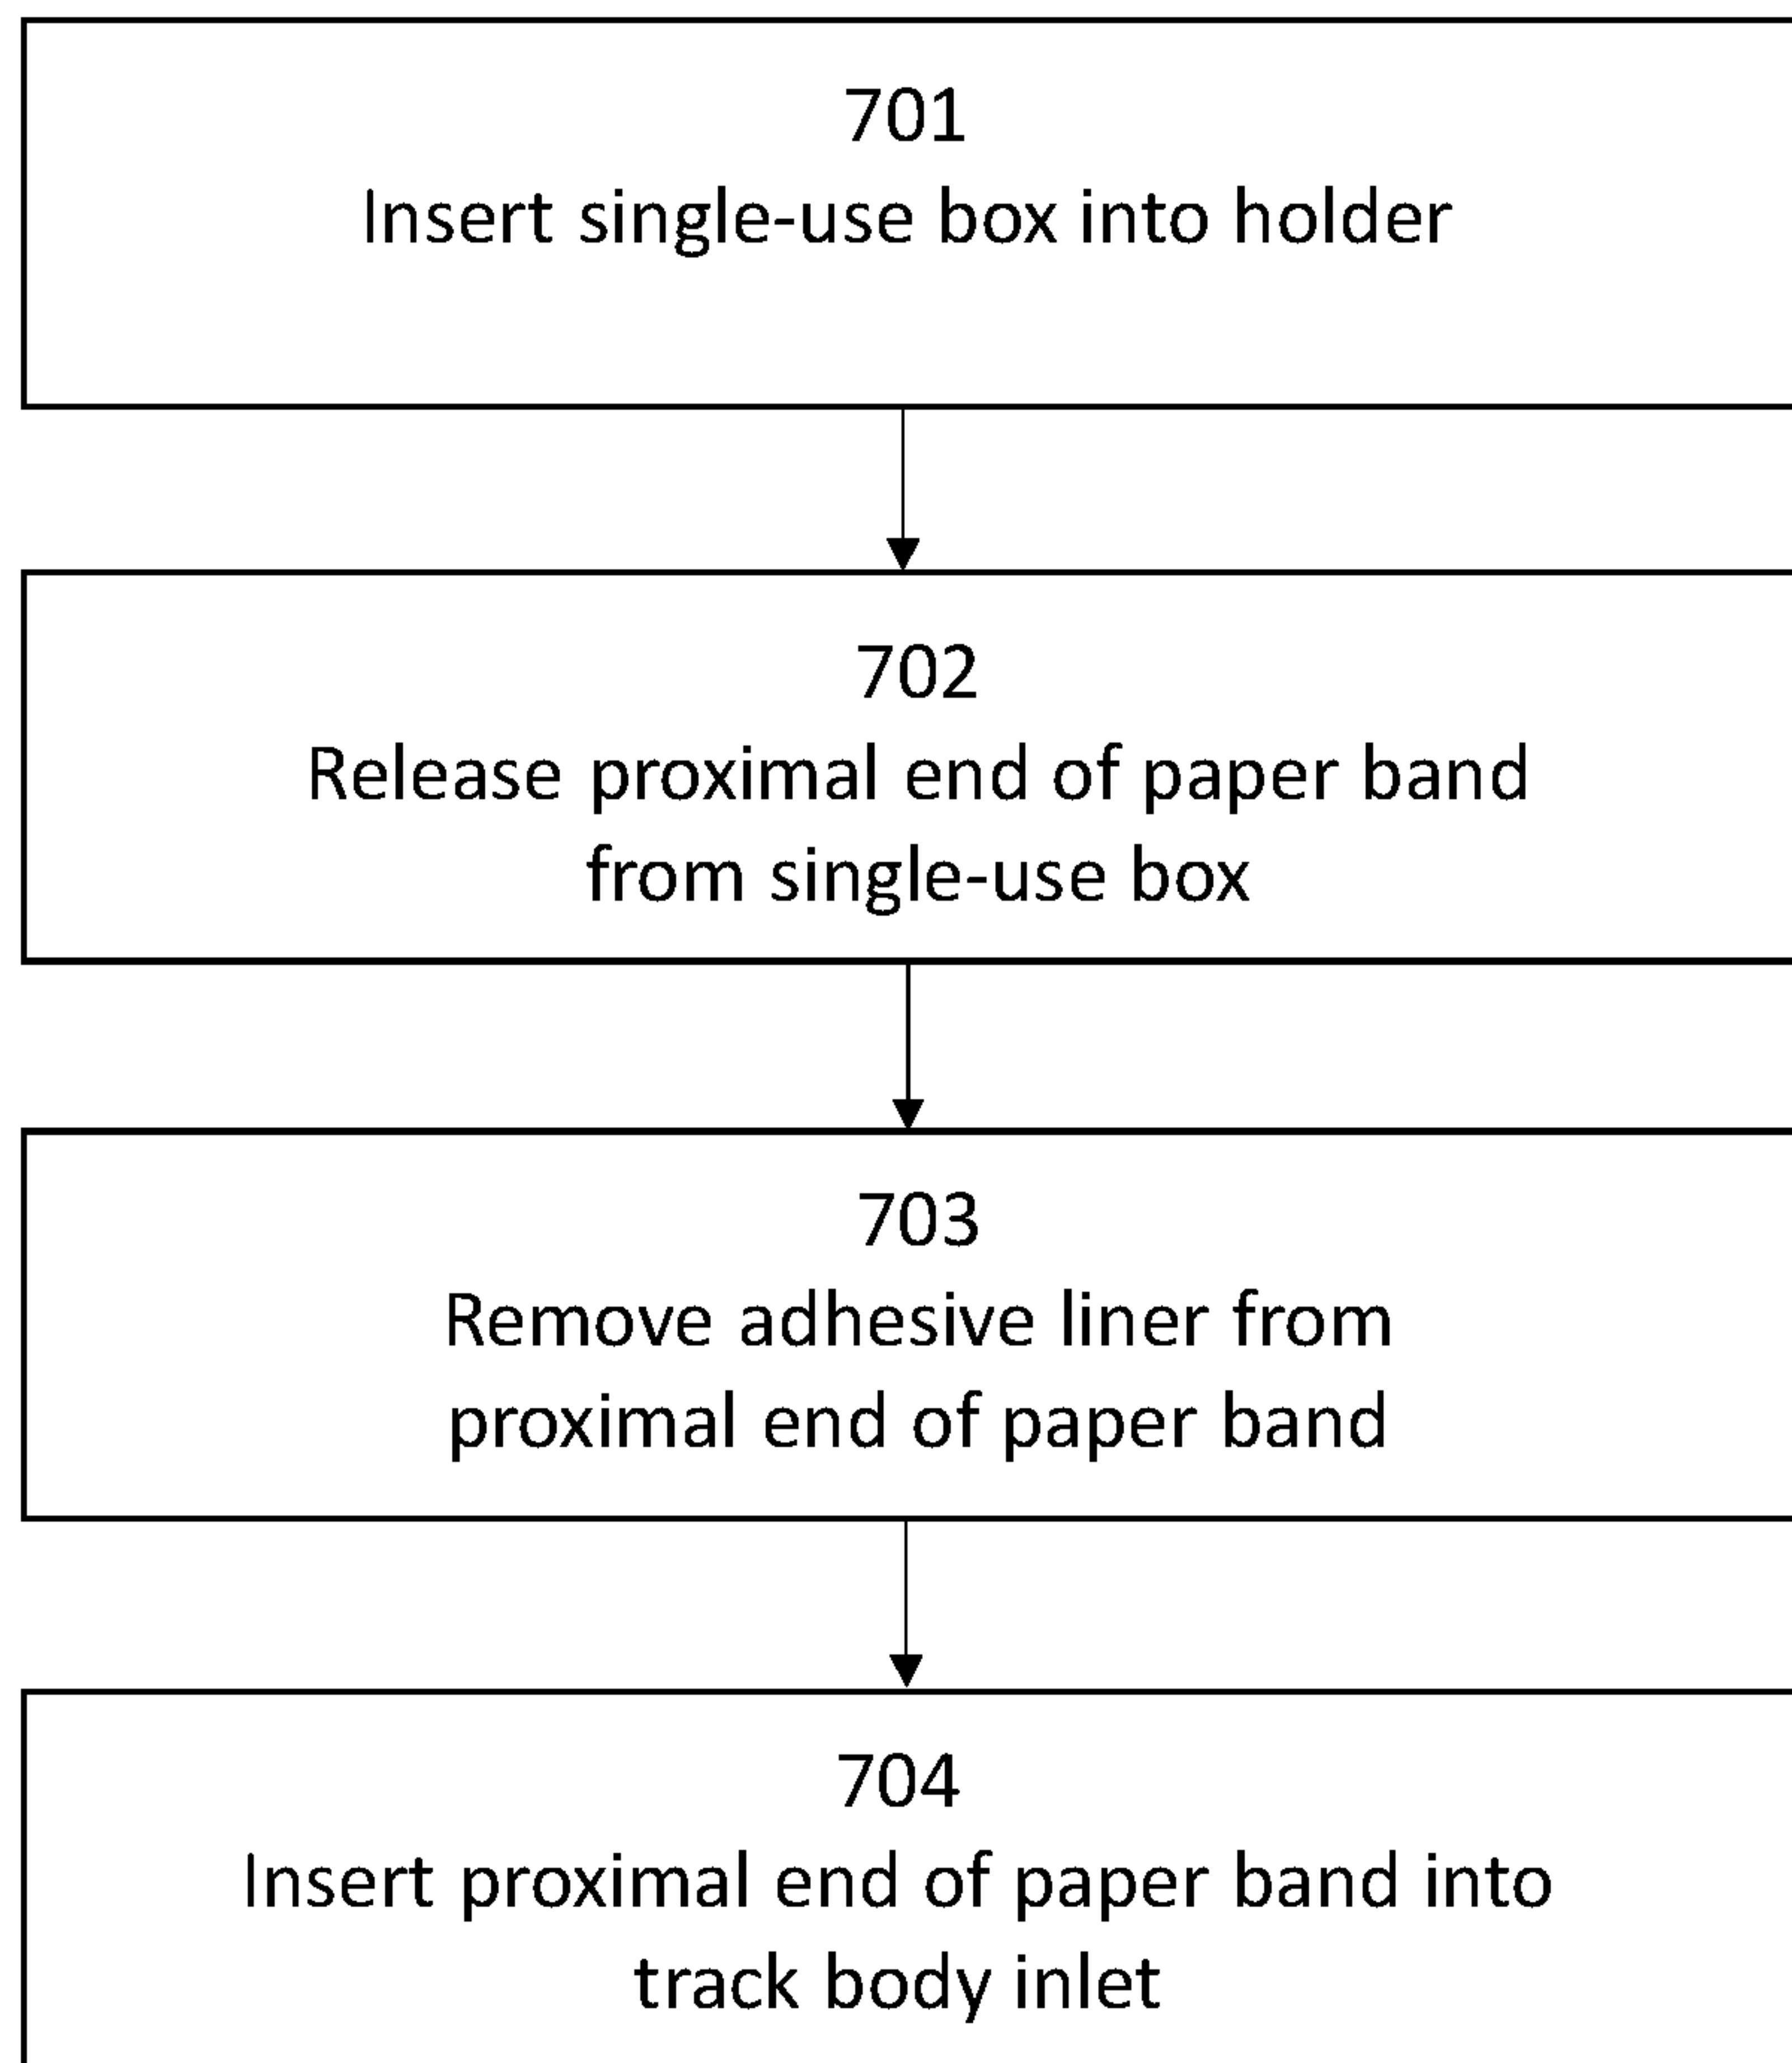 701
Insert single-use box into holder
702
Release proximal end of paper band
from single-use box
703
Remove adhesive liner from
proximal end of paper band
704
Insert proximal end of paper band into
track body inlet